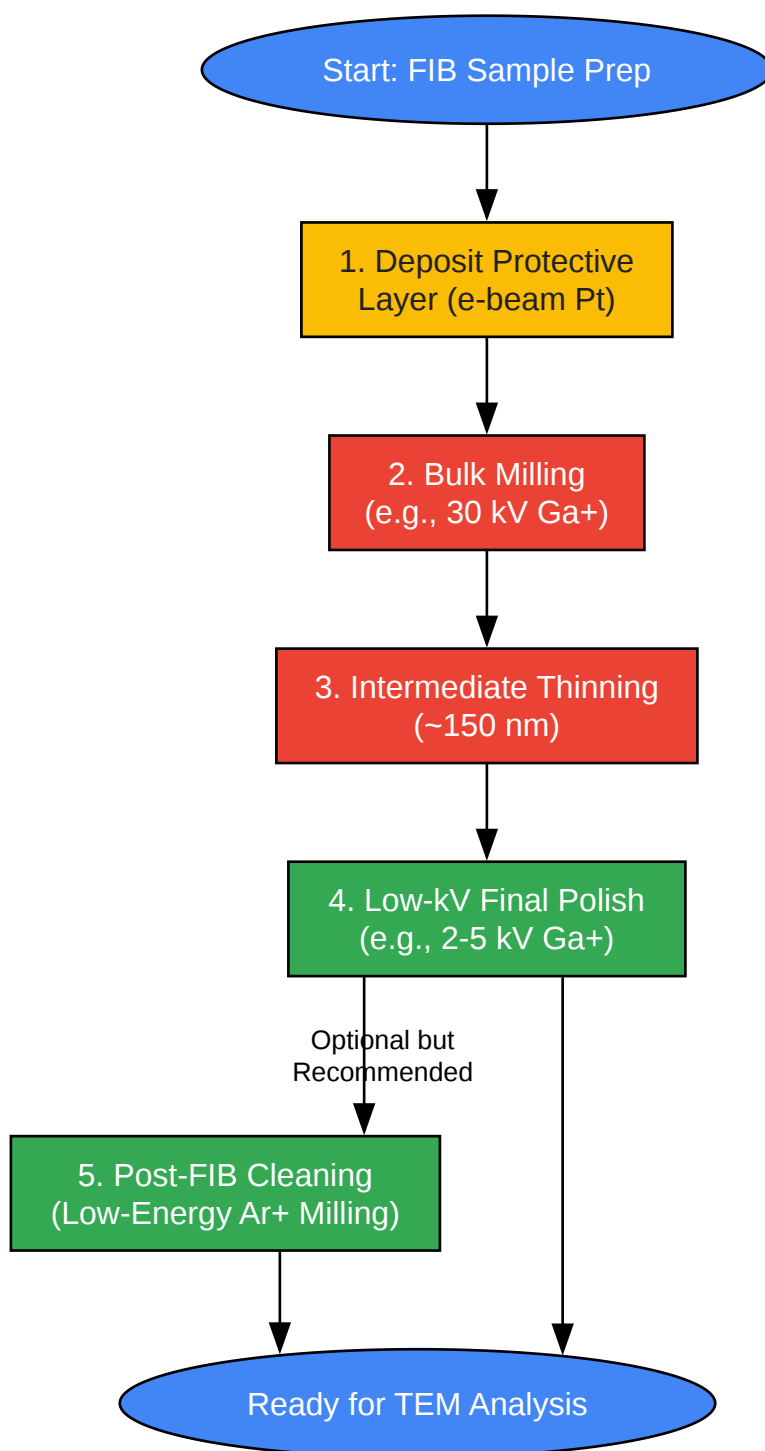 Start: FIB Sample Prep
1. Deposit Protective
Layer (e-beam Pt)
2. Bulk Milling
(e.g., 30 kV Ga+)
3. Intermediate Thinning
(~150 nm)
4. Low-kV Final Polish
(e.g., 2-5 kV Ga+)
Optional but
Recommended
5. Post-FIB Cleaning
(Low-Energy Ar+ Milling)
Ready for TEM Analysis